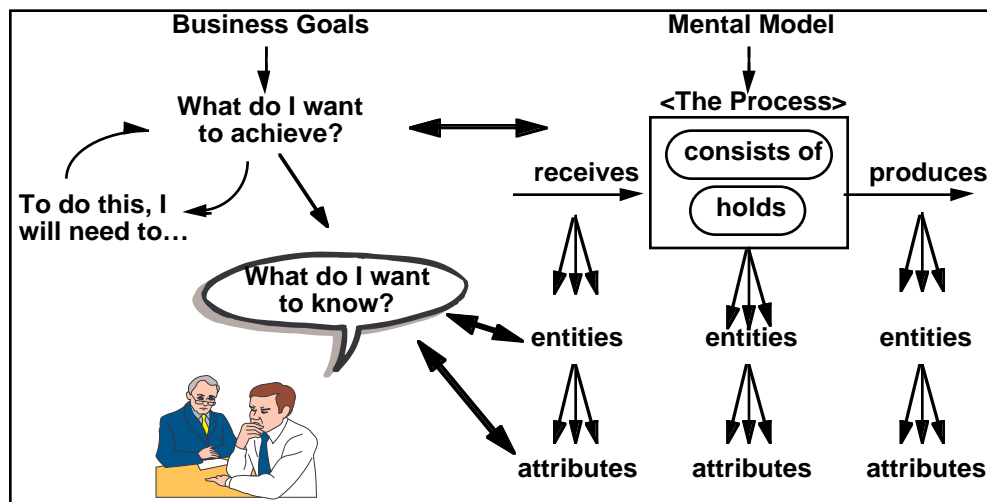 Business Goals
Mental Model
What do I want
to achieve?
<The Process>
consists of
holds
receives
produces
To do this, I
will need to…
What do I want
to know?
entities
entities
entities
attributes
attributes
attributes